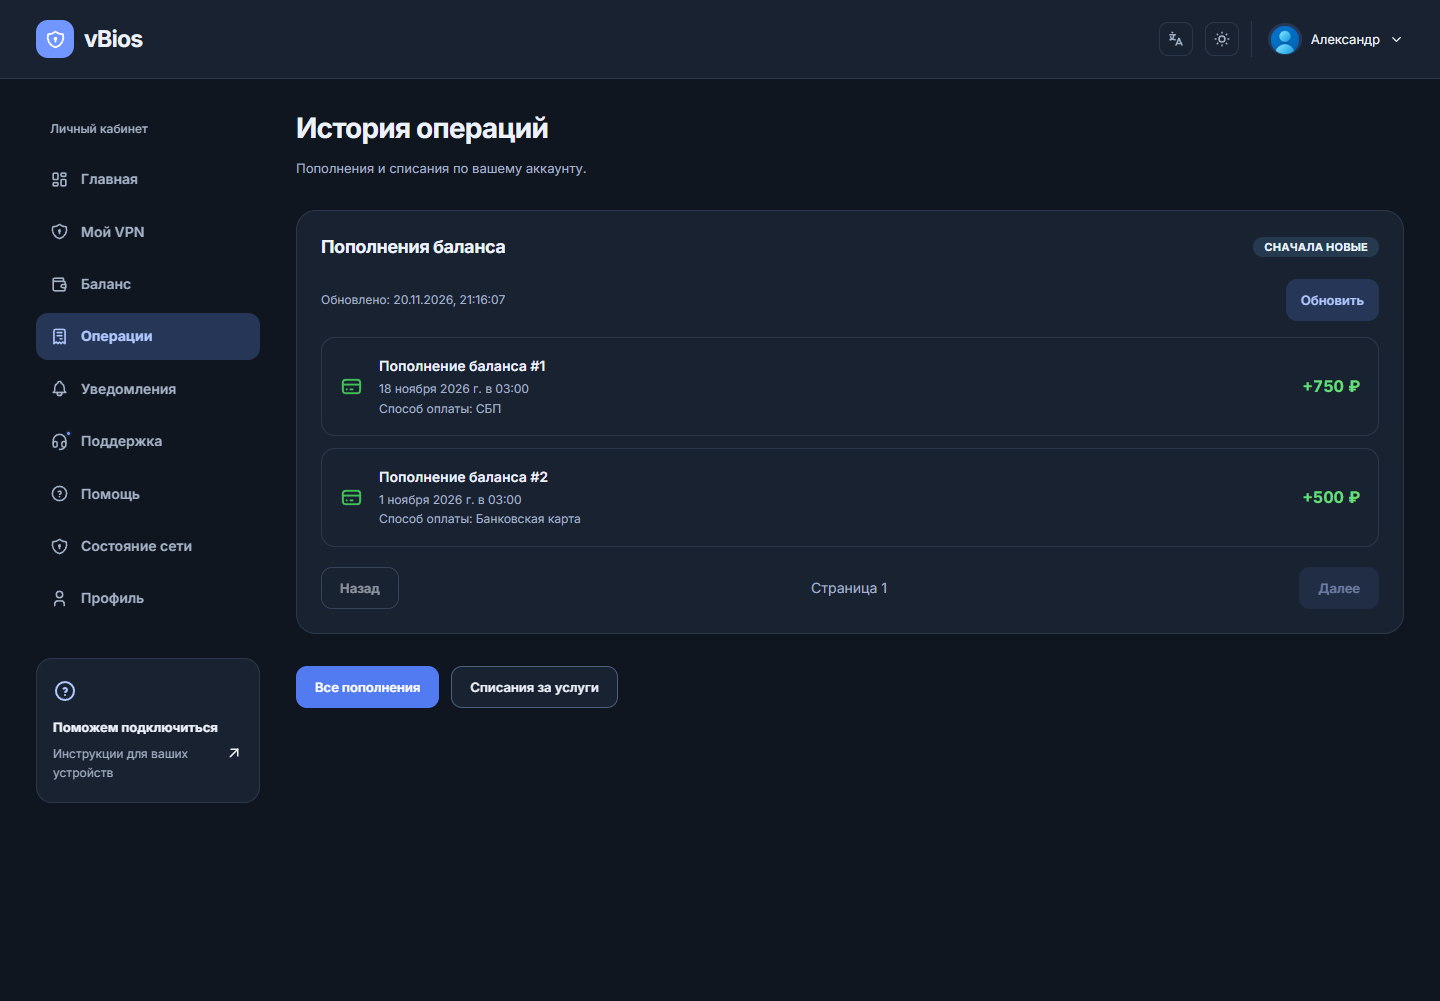 vBios
Александр
Личный кабинет
Главная
Мой VPN
Баланс
Операции
Уведомления
Поддержка
Помощь
Состояние сети
Профиль
Поможем подключиться
Инструкции для ваших
устройств
История операций
Пополнения и списания по вашему аккаунту.
Пополнения баланса
СНАЧАЛА НОВЫЕ
Обновлено: 20.11.2026, 21:16:07
Обновить
Пополнение баланса #1
18 ноября 2026 г. в 03:00
Способ оплаты: СБП
+750 ₽
Пополнение баланса #2
1 ноября 2026 г. в 03:00
Способ оплаты: Банковская карта
+500 ₽
Назад
Страница 1
Далее
Все пополнения
Списания за услуги